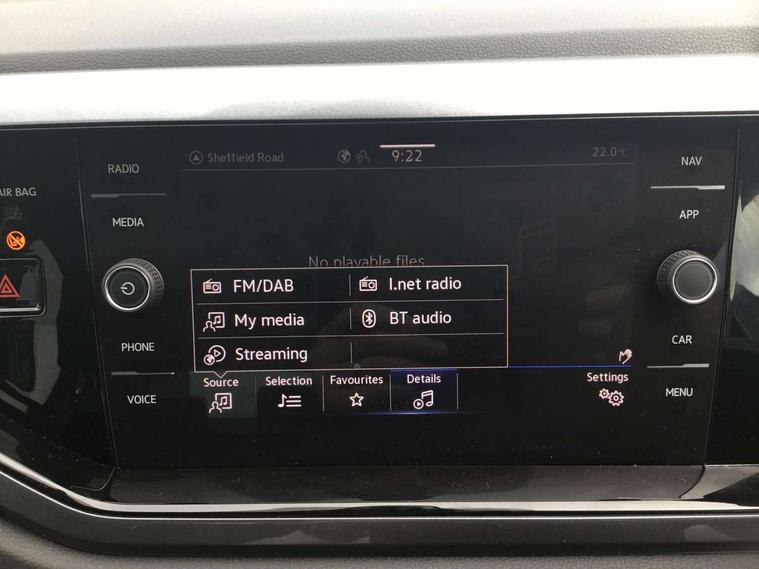 RADIO
MEDIA
PHONE
VOICE
AIR BAG
Sheffield Road
9:22
22.0°C
No playable files
FM/DAB
I.net radio
My media
BT audio
Streaming
Source
Selection
Favourites
Details
Settings
NAV
APP
CAR
MENU